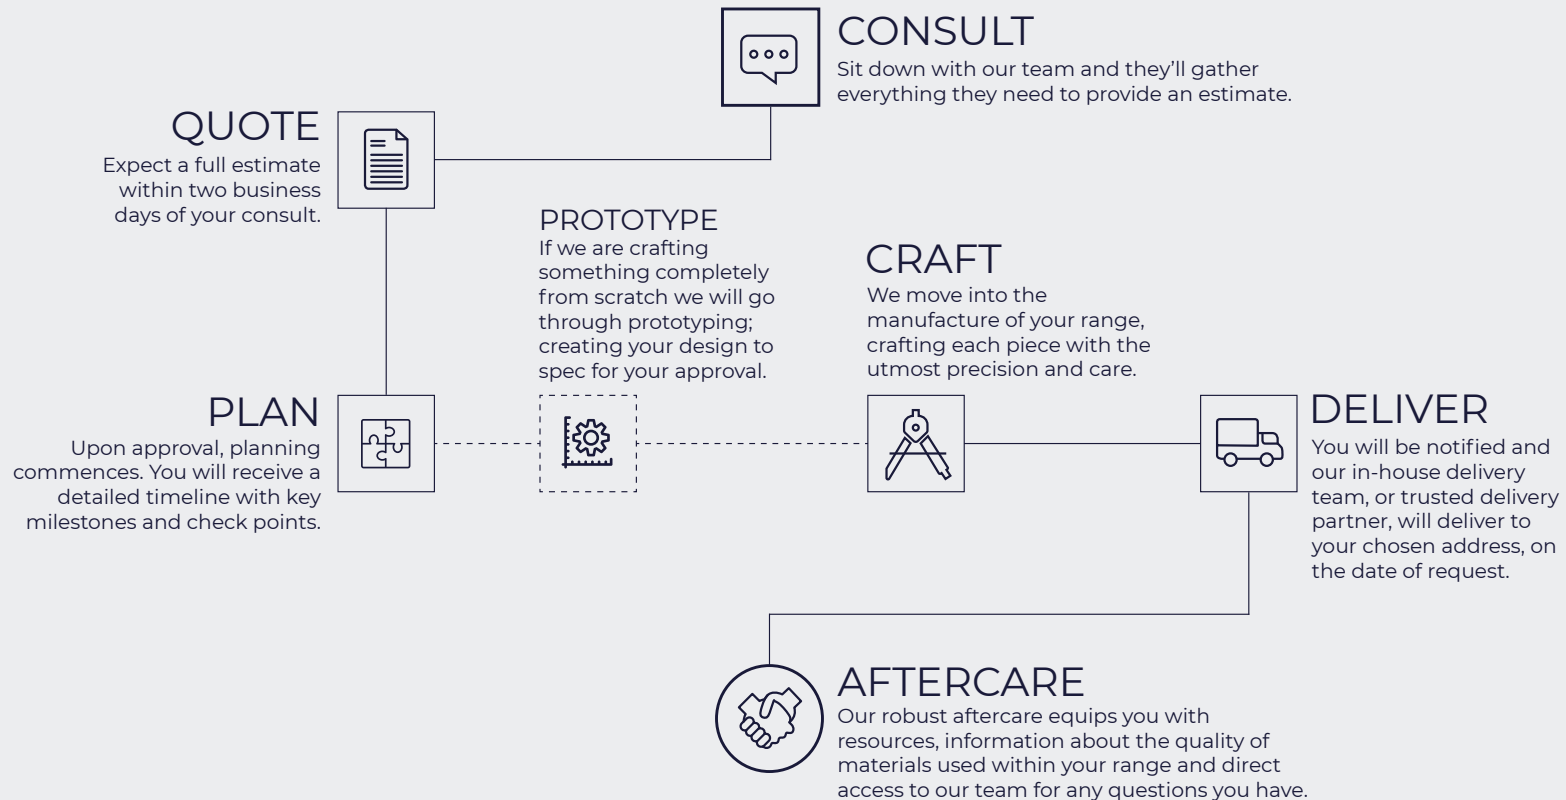 CONSULT
Sit down with our team and they’ll gather
everything they need to provide an estimate.
QUOTE
Expect a full estimate
within two business
days of your consult.
PLAN
Upon approval, planning
commences. You will receive a
detailed timeline with key
milestones and check points.
PROTOTYPE
If we are crafting
something completely
from scratch we will go
through prototyping;
creating your design to
spec for your approval.
CRAFT
We move into the
manufacture of your range,
crafting each piece with the
utmost precision and care.
DELIVER
You will be notified and
our in-house delivery
team, or trusted delivery
partner, will deliver to
your chosen address, on
the date of request.
AFTERCARE
Our robust aftercare equips you with
resources, information about the quality of
materials used within your range and direct
access to our team for any questions you have.